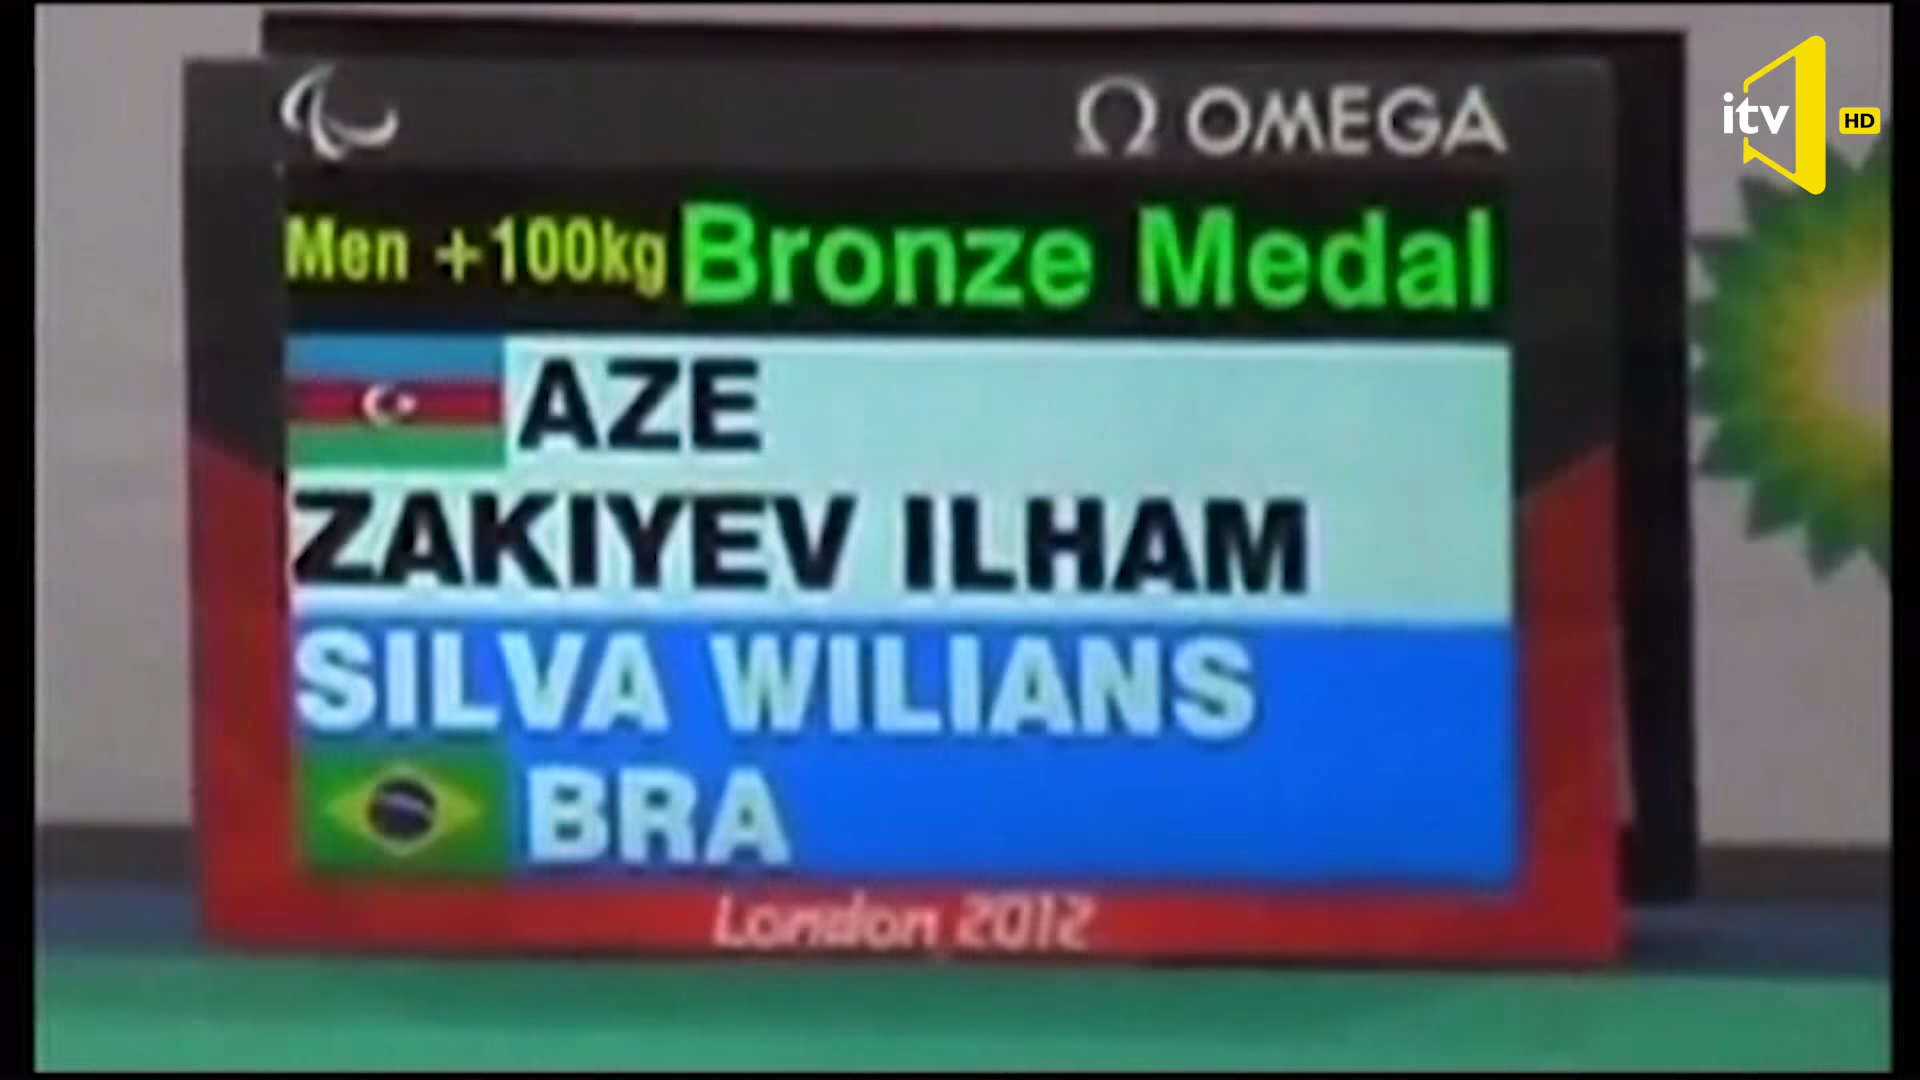 Ω OMEGA
itv HD
Men +100kg Bronze Medal
AZE
ZAKIYEV ILHAM
SILVA WILIANS
BRA
London 2012